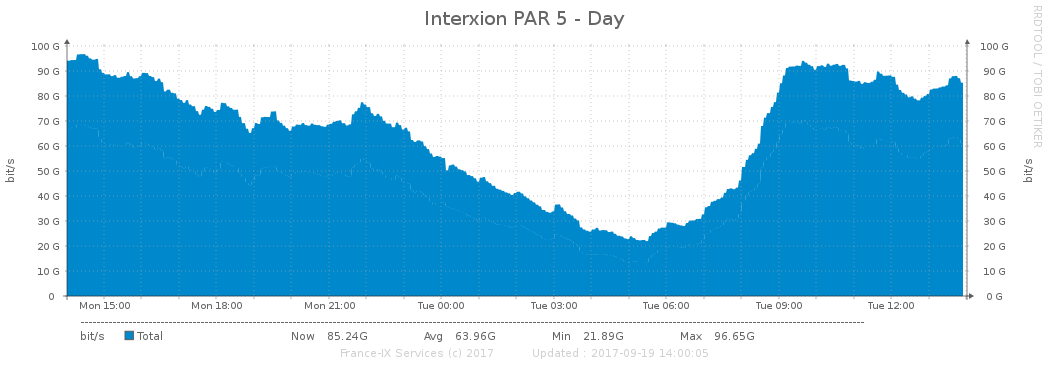 Interxion PAR 5 - Day
RRDTOOL / TOBI OETIKER
100 G
90 G
80 G
70 G
60 G
50 G
40 G
30 G
20 G
10 G
0
bit/s
100 G
90 G
80 G
70 G
60 G
50 G
40 G
30 G
20 G
10 G
0 G
bit/s
Mon 15:00 Mon 18:00 Mon 21:00 Tue 00:00 Tue 03:00 Tue 06:00 Tue 09:00 Tue 12:00
bit/s Total Now 85.24G Avg 63.96G Min 21.89G Max 96.65G
France-IX Services (c) 2017 Updated : 2017-09-19 14:00:05